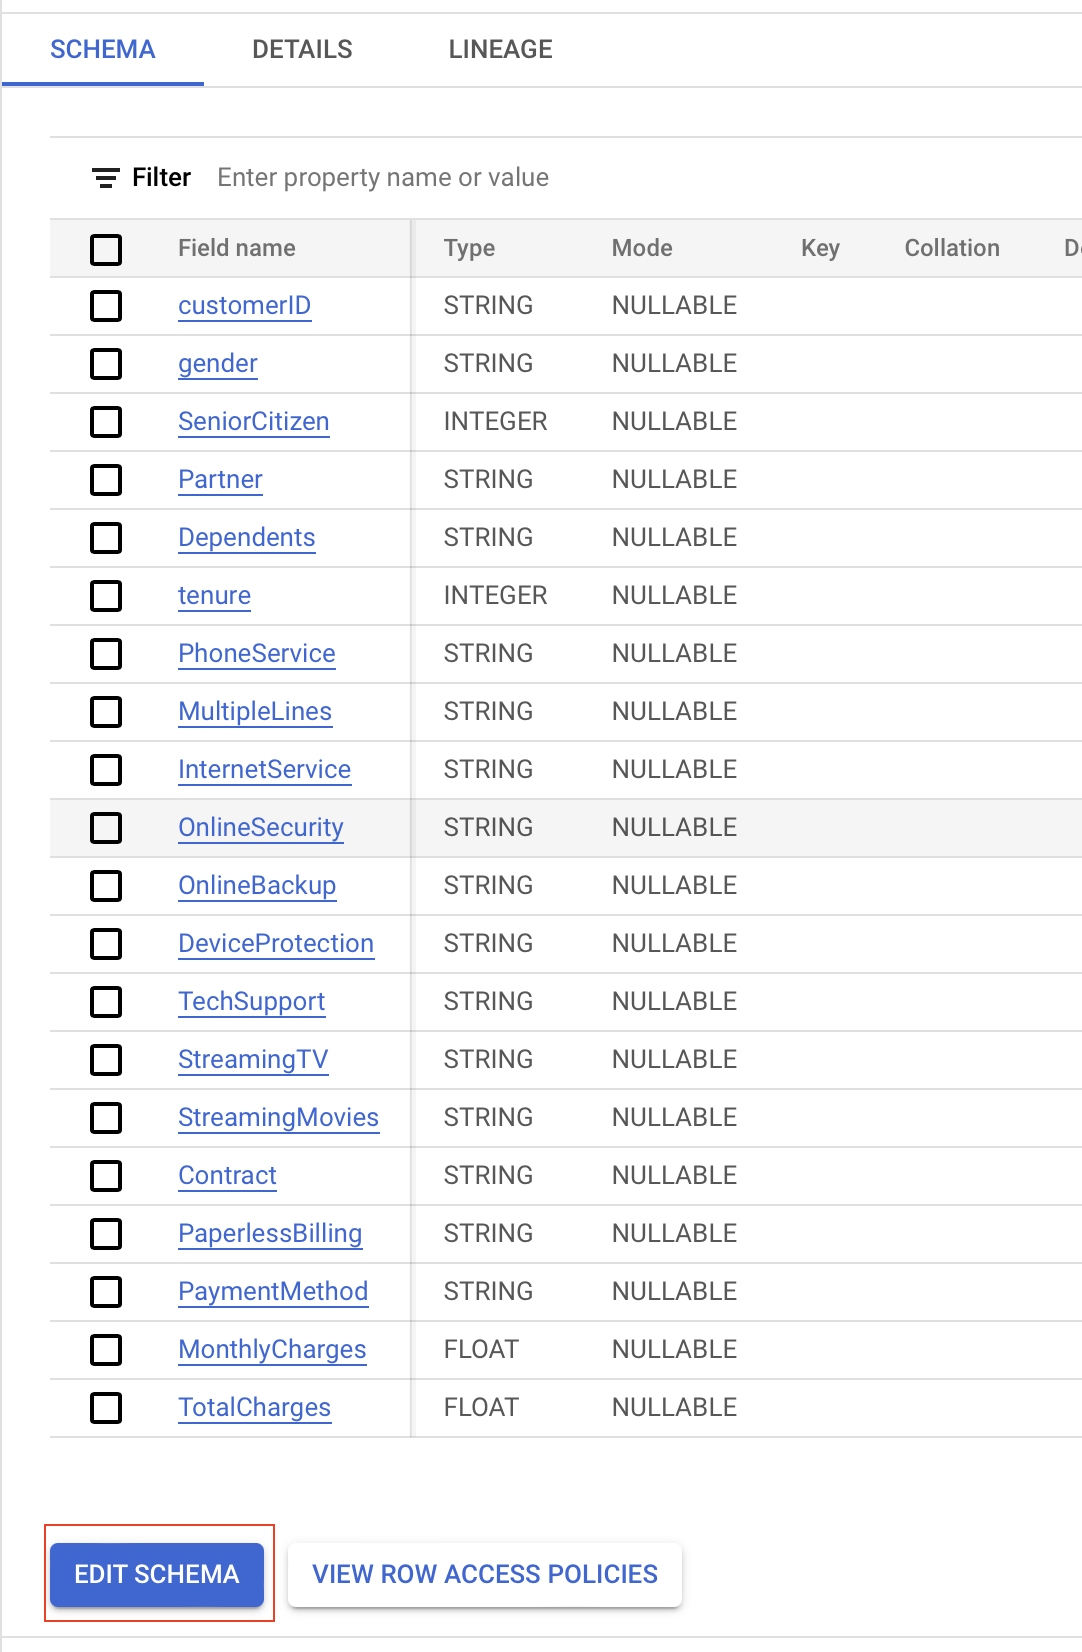 SCHEMA DETAILS LINEAGE
Filter Enter property name or value
Field name Type Mode Key Collation
customerID STRING NULLABLE
gender STRING NULLABLE
SeniorCitizen INTEGER NULLABLE
Partner STRING NULLABLE
Dependents STRING NULLABLE
tenure INTEGER NULLABLE
PhoneService STRING NULLABLE
MultipleLines STRING NULLABLE
InternetService STRING NULLABLE
OnlineSecurity STRING NULLABLE
OnlineBackup STRING NULLABLE
DeviceProtection STRING NULLABLE
TechSupport STRING NULLABLE
StreamingTV STRING NULLABLE
StreamingMovies STRING NULLABLE
Contract STRING NULLABLE
PaperlessBilling STRING NULLABLE
PaymentMethod STRING NULLABLE
MonthlyCharges FLOAT NULLABLE
TotalCharges FLOAT NULLABLE
EDIT SCHEMA VIEW ROW ACCESS POLICIES